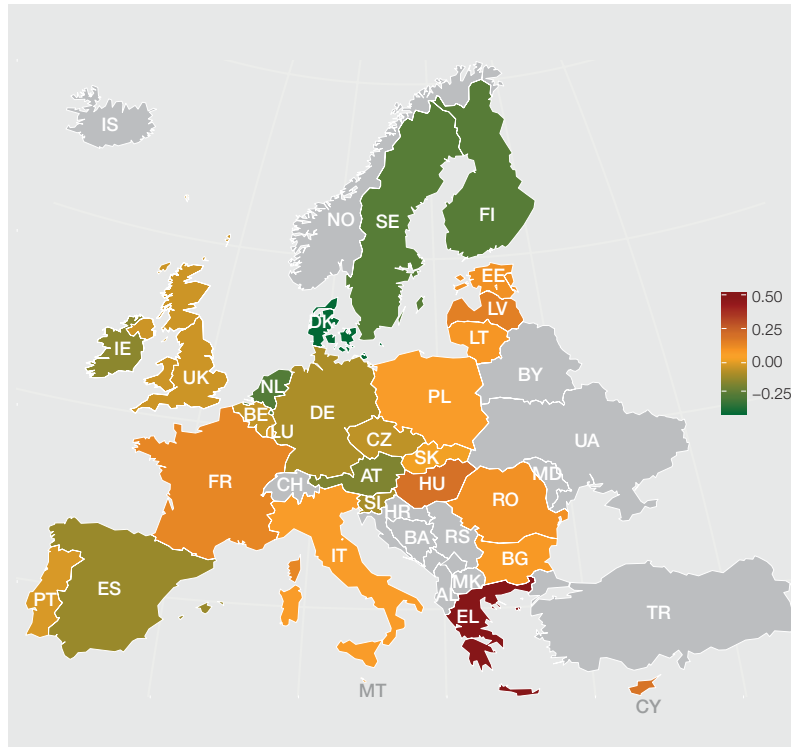 IS
NO
SE
FI
EE
LV
LT
DK
IE
UK
NL
BE
LU
DE
PL
BY
UA
CZ
SK
AT
HU
MD
FR
CH
SI
HR
BA
RS
RO
BG
IT
ES
PT
MK
AL
EL
TR
MT
CY
0.50
0.25
0.00
−0.25